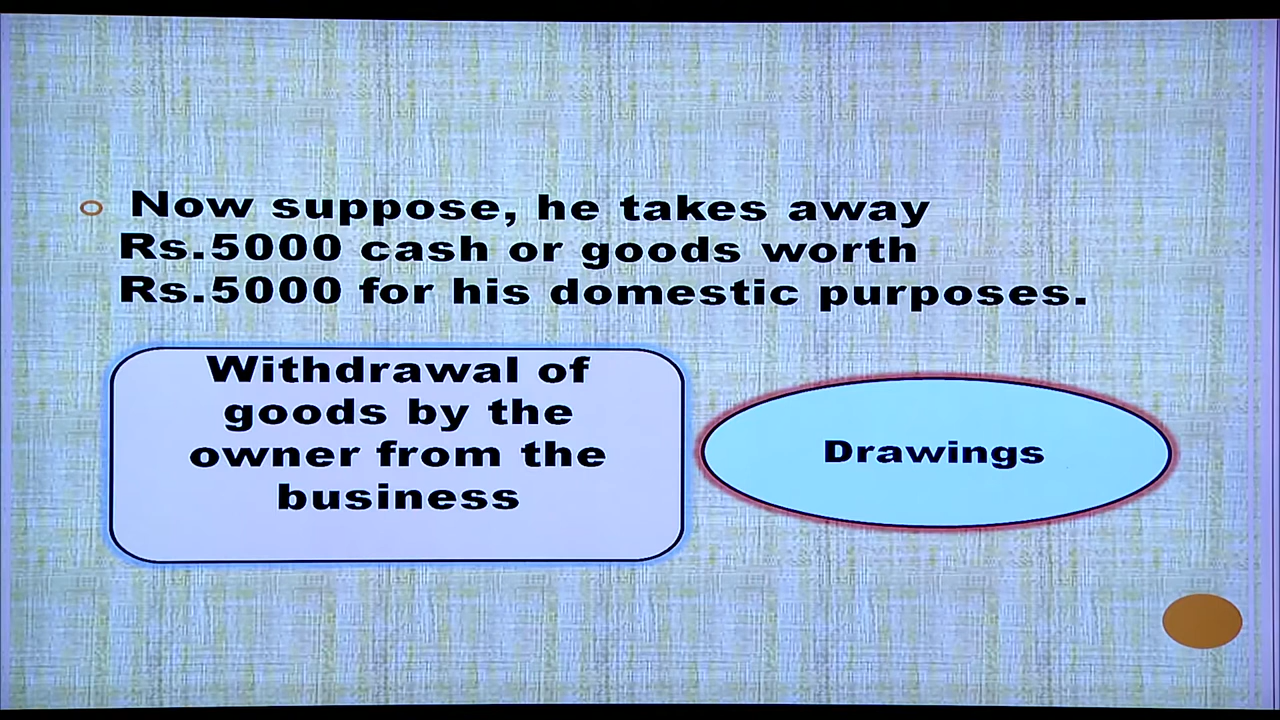 Now suppose, he takes away
Rs.5000 cash or goods worth
Rs.5000 for his domestic purposes.
Withdrawal of
goods by the
owner from the
business
Drawings